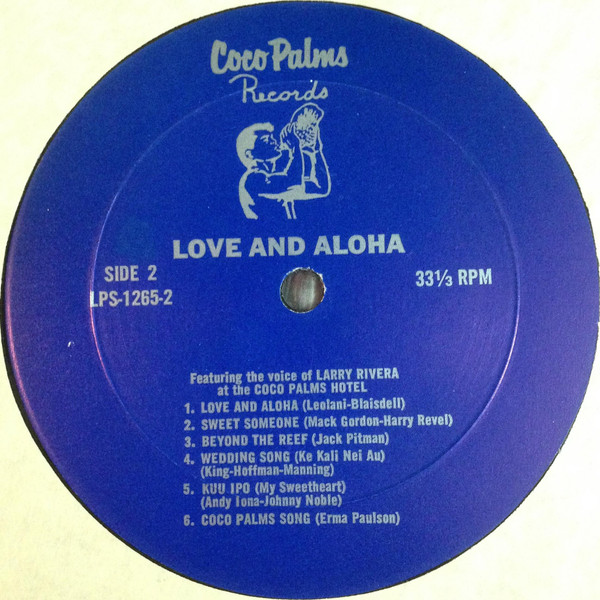 Coco Palms
Records
LOVE AND ALOHA
SIDE 2
LPS-1265-2
33⅓ RPM
Featuring the voice of LARRY RIVERA
at the COCO PALMS HOTEL
1. LOVE AND ALOHA (Leolani-Blaisdell)
2. SWEET SOMEONE (Mack Gordon-Harry Revel)
3. BEYOND THE REEF (Jack Pitman)
4. WEDDING SONG (Ke Kali Nei Au)
(King-Hoffman-Manning)
5. KUU IPO (My Sweetheart)
(Andy Iona-Johnny Noble)
6. COCO PALMS SONG (Erma Paulson)